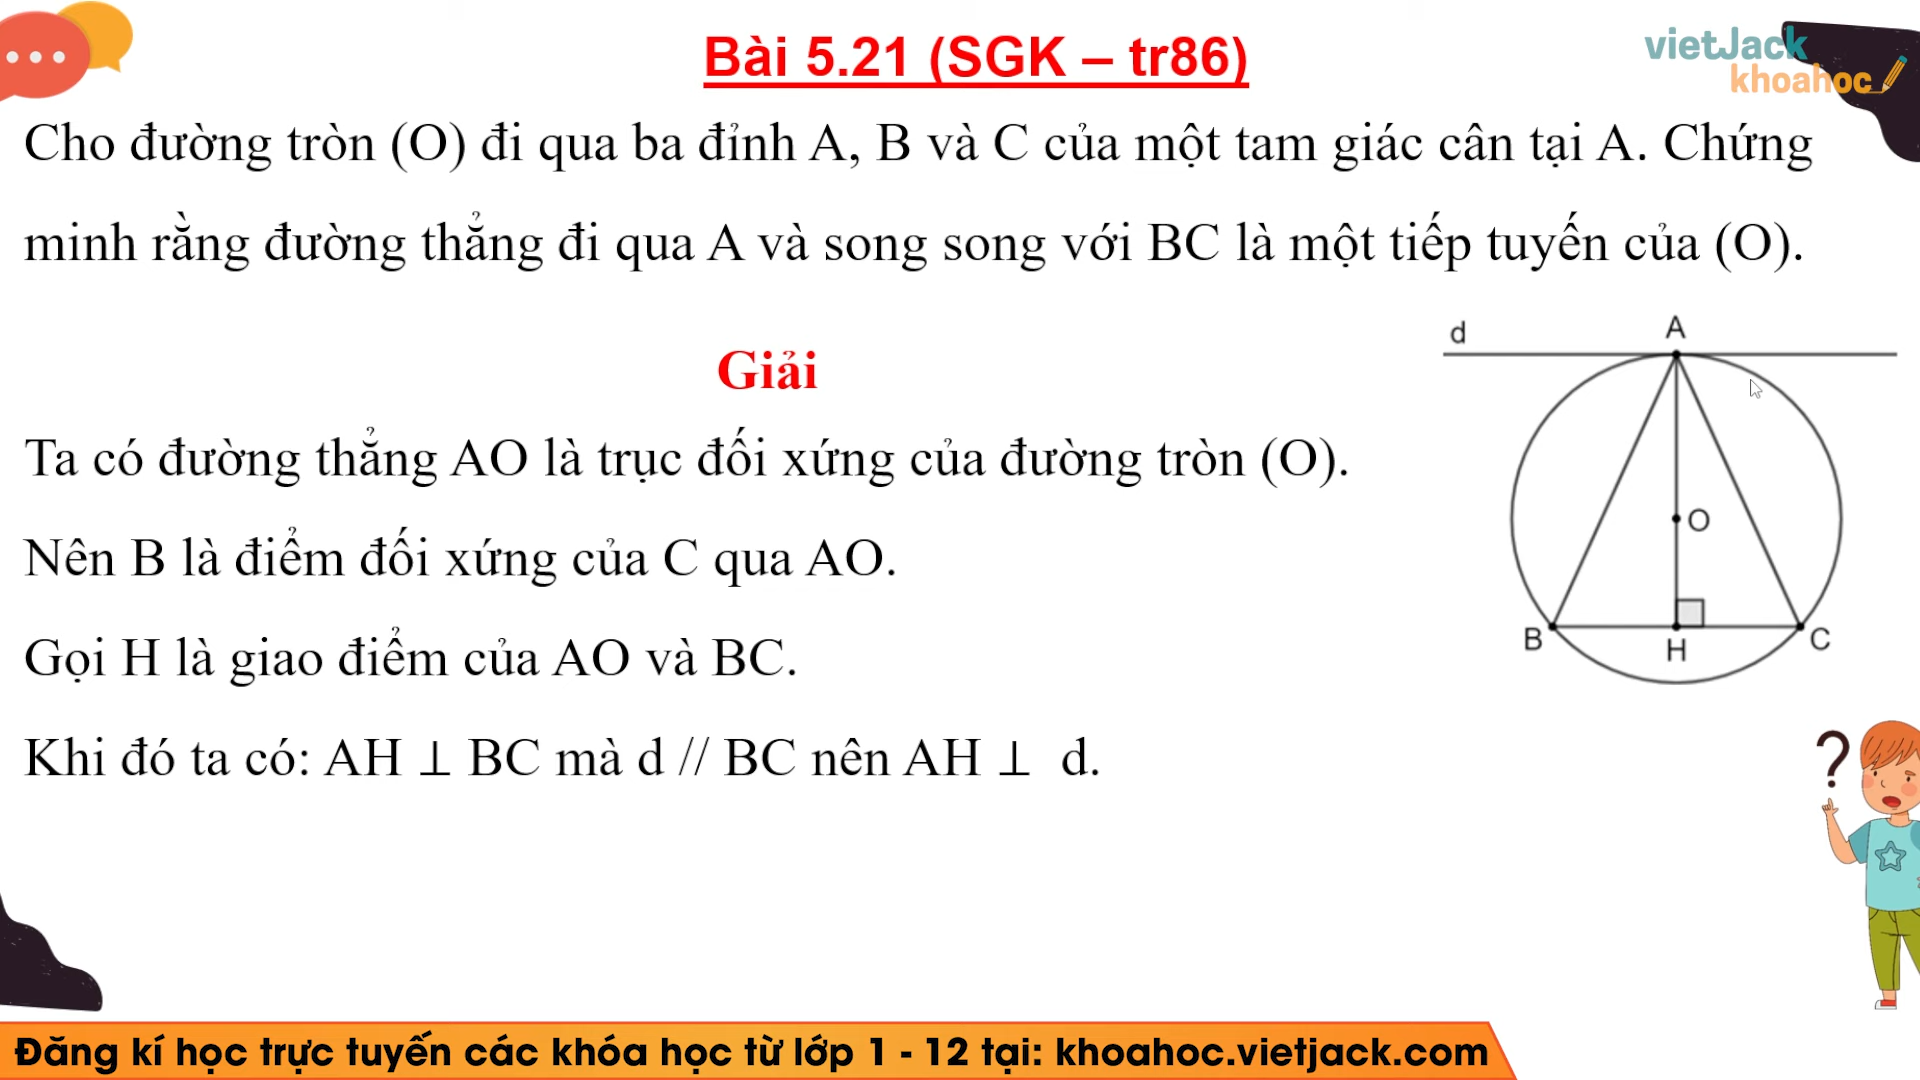 Bài 5.21 (SGK – tr86)
vietJack
khoahoc
Cho đường tròn (O) đi qua ba đỉnh A, B và C của một tam giác cân tại A. Chứng
minh rằng đường thẳng đi qua A và song song với BC là một tiếp tuyến của (O).
d
A
Giải
Ta có đường thẳng AO là trục đối xứng của đường tròn (O).
O
Nên B là điểm đối xứng của C qua AO.
B
H
C
Gọi H là giao điểm của AO và BC.
Khi đó ta có: AH ⊥ BC mà d // BC nên AH ⊥ d.
?
Đăng kí học trực tuyến các khóa học từ lớp 1 - 12 tại: khoahoc.vietjack.com